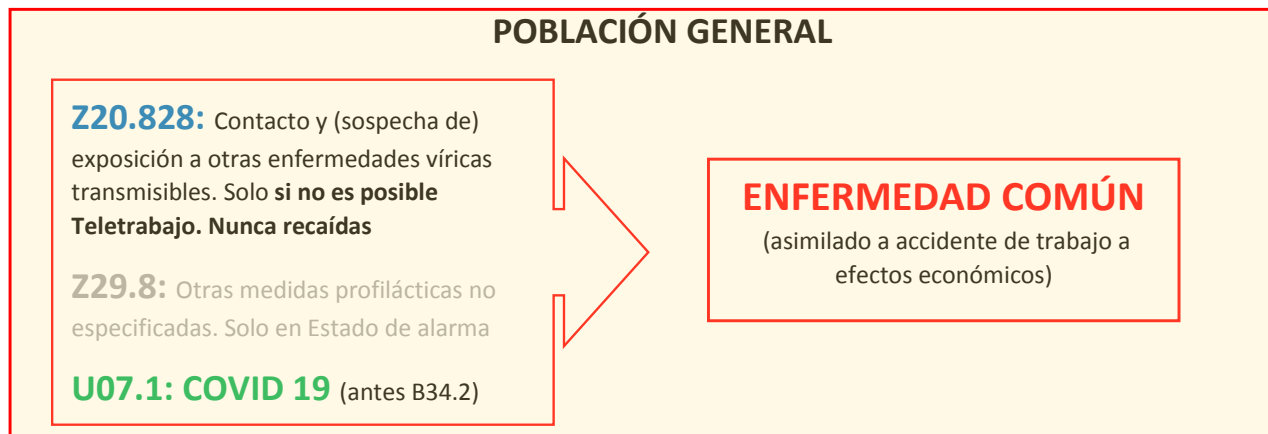 POBLACIÓN GENERAL
Z20.828: Contacto y (sospecha de)
exposición a otras enfermedades víricas
transmisibles. Solo si no es posible
Teletrabajo. Nunca recaídas
Z29.8: Otras medidas profilácticas no
especificadas. Solo en Estado de alarma
U07.1: COVID 19 (antes B34.2)
ENFERMEDAD COMÚN
(asimilado a accidente de trabajo a
efectos económicos)